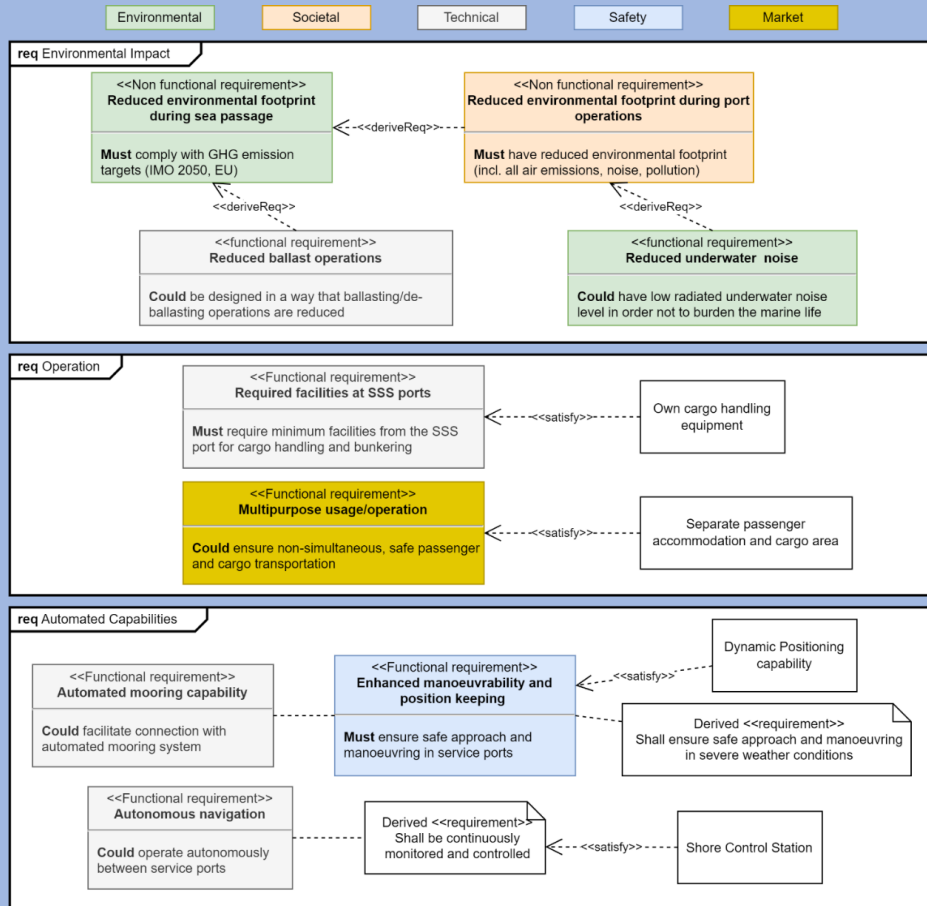 Environmental
Societal
Technical
Safety
Market
req Environmental Impact
<<Non functional requirement>>
Reduced environmental footprint
during sea passage
Must comply with GHG emission
targets (IMO 2050, EU)
<<deriveReq>>
<<Non functional requirement>>
Reduced environmental footprint during port
operations
Must have reduced environmental footprint
(incl. all air emissions, noise, pollution)
<<deriveReq>>
<<deriveReq>>
<<functional requirement>>
Reduced ballast operations
Could be designed in a way that ballasting/de-
ballasting operations are reduced
<<functional requirement>>
Reduced underwater noise
Could have low radiated underwater noise
level in order not to burden the marine life
req Operation
<<Functional requirement>>
Required facilities at SSS ports
Must require minimum facilities from the SSS
port for cargo handling and bunkering
<<satisfy>>
Own cargo handling
equipment
<<Functional requirement>>
Multipurpose usage/operation
Could ensure non-simultaneous, safe passenger
and cargo transportation
<<satisfy>>
Separate passenger
accommodation and cargo area
req Automated Capabilities
<<Functional requirement>>
Automated mooring capability
Could facilitate connection with
automated mooring system
<<Functional requirement>>
Enhanced manoeuvrability and
position keeping
Must ensure safe approach and
manoeuvring in service ports
<<satisfy>>
Dynamic Positioning
capability
Derived <<requirement>>
Shall ensure safe approach and manoeuvring
in severe weather conditions
<<Functional requirement>>
Autonomous navigation
Could operate autonomously
between service ports
Derived <<requirement>>
Shall be continuously
monitored and controlled
<<satisfy>>
Shore Control Station